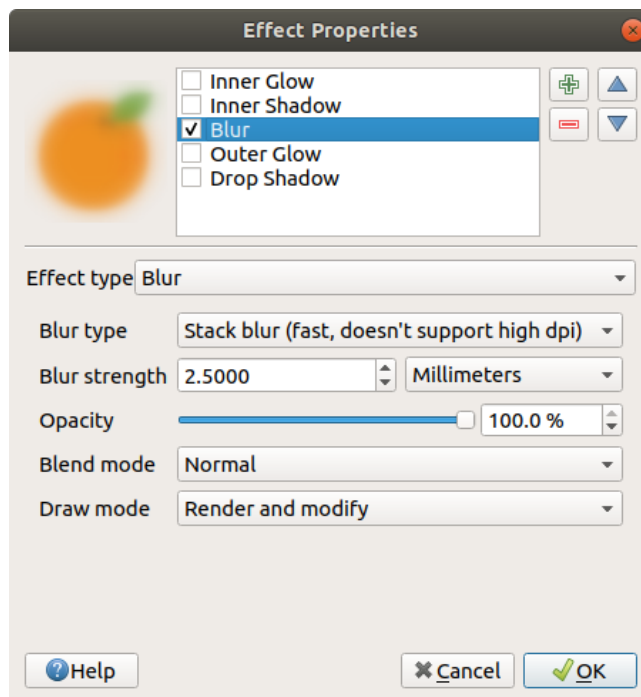 Effect Properties
Inner Glow
Inner Shadow
Blur
Outer Glow
Drop Shadow
Effect type Blur
Blur type Stack blur (fast, doesn't support high dpi)
Blur strength 2.5000 Millimeters
Opacity 100.0 %
Blend mode Normal
Draw mode Render and modify
Help Cancel OK